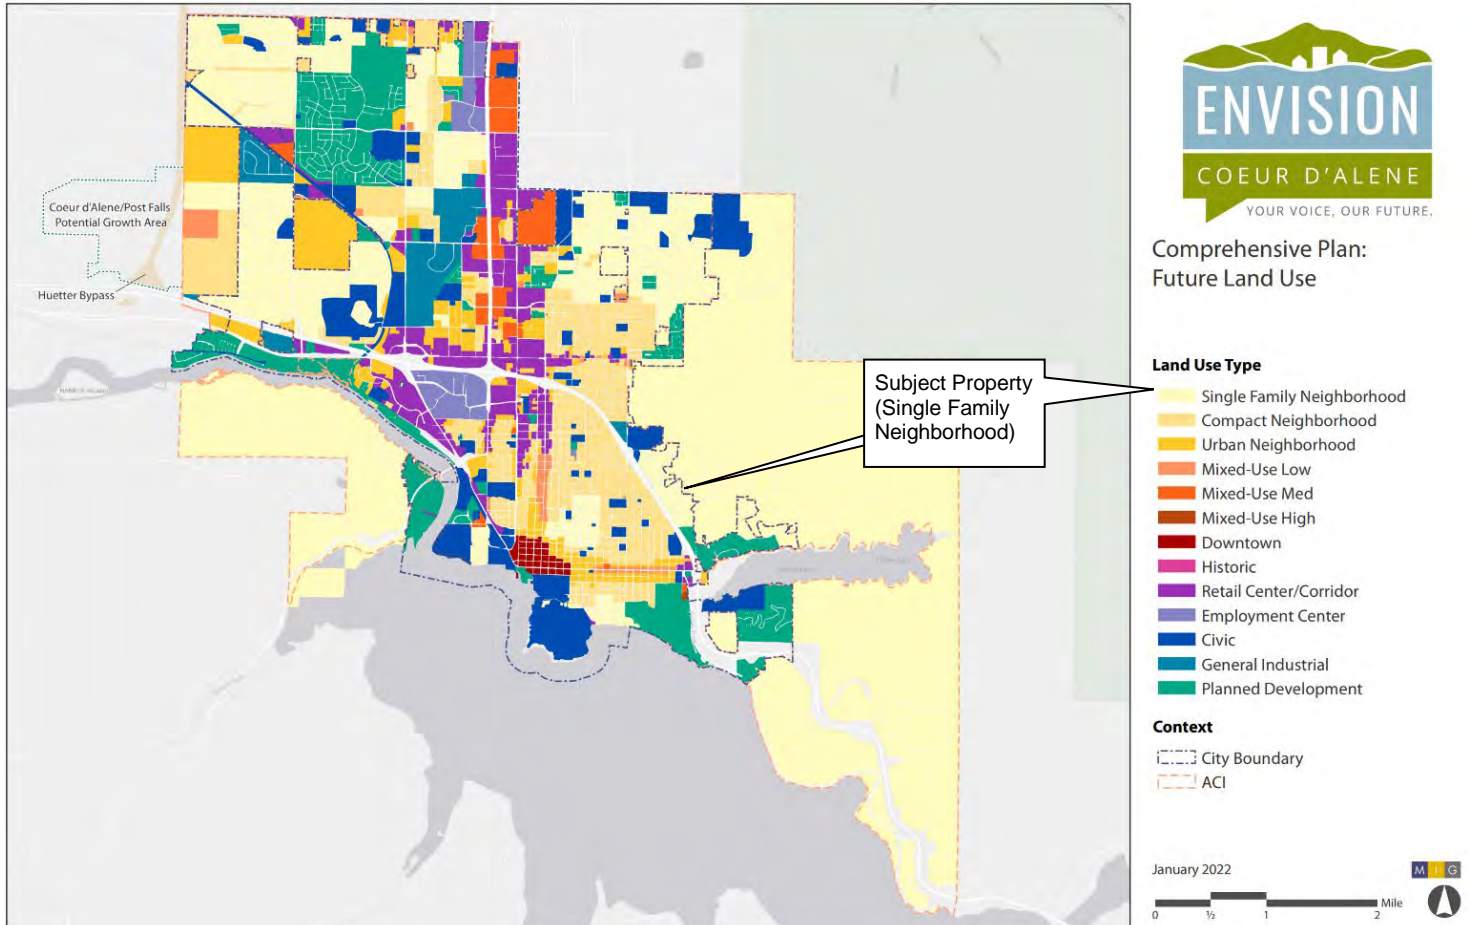 ENVISION
COEUR D'ALENE
YOUR VOICE, OUR FUTURE.
Comprehensive Plan:
Future Land Use
Coeur d'Alene/Post Falls
Potential Growth Area
Huetter Bypass
Subject Property
(Single Family
Neighborhood)
Land Use Type
Single Family Neighborhood
Compact Neighborhood
Urban Neighborhood
Mixed-Use Low
Mixed-Use Med
Mixed-Use High
Downtown
Historic
Retail Center/Corridor
Employment Center
Civic
General Industrial
Planned Development
Context
City Boundary
ACI
January 2022
M I G
Mile
0 ½ 1 2